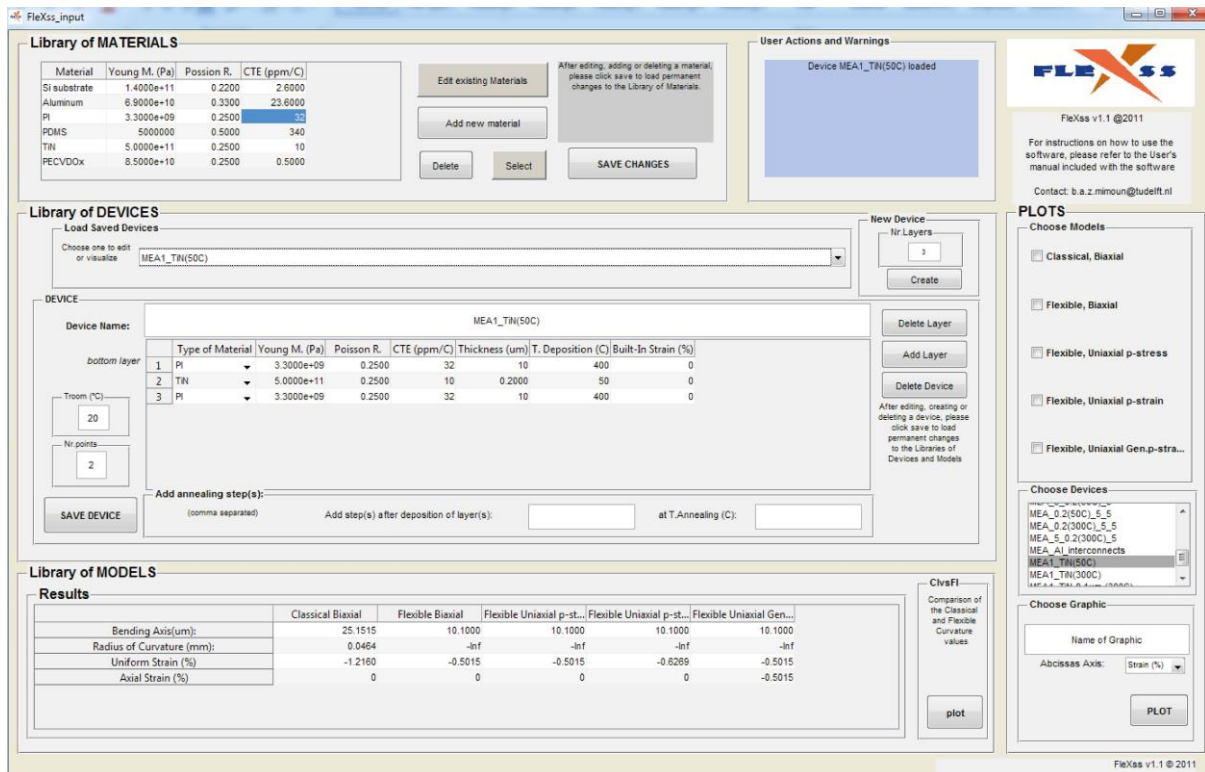 FleXss_input
Library of MATERIALS
Material Young M. (Pa) Possion R. CTE (ppm/C)
Si substrate 1.4000e+11 0.2200 2.6000
Aluminum 6.9000e+10 0.3300 23.6000
PI 3.3000e+09 0.2500 32
PDMS 5000000 0.5000 340
TiN 5.0000e+11 0.2500 10
PECVDOx 8.5000e+10 0.2500 0.5000
Edit existing Materials
Add new material
Delete Select
After editing, adding or deleting a material,
please click save to load permanent
changes to the Library of Materials.
SAVE CHANGES
User Actions and Warnings
Device MEA1_TiN(50C) loaded
FLEXSS
FleXss v1.1 @2011
For instructions on how to use the
software, please refer to the User's
manual included with the software
Contact: b.a.z.mimoun@tudelft.nl
Library of DEVICES
Load Saved Devices
Choose one to edit
or visualize
MEA1_TiN(50C)
New Device
Nr.Layers
3
Create
DEVICE
Device Name: MEA1_TiN(50C)
bottom layer
Type of Material Young M. (Pa) Poisson R. CTE (ppm/C) Thickness (um) T. Deposition (C) Built-In Strain (%)
1 PI 3.3000e+09 0.2500 32 10 400 0
2 TiN 5.0000e+11 0.2500 10 0.2000 50 0
3 PI 3.3000e+09 0.2500 32 10 400 0
Troom (ºC)
20
Nr.points
2
SAVE DEVICE
Delete Layer
Add Layer
Delete Device
After editing, creating or
deleting a device, please
click save to load
permanent changes
to the Libraries of
Devices and Models
Add annealing step(s):
(comma separated) Add step(s) after deposition of layer(s): at T.Annealing (C):
Library of MODELS
Results
Classical Biaxial Flexible Biaxial Flexible Uniaxial p-st... Flexible Uniaxial p-st... Flexible Uniaxial Gen...
Bending Axis(um): 25.1515 10.1000 10.1000 10.1000 10.1000
Radius of Curvature (mm): 0.0464 -Inf -Inf -Inf -Inf
Uniform Strain (%) -1.2160 -0.5015 -0.5015 -0.6269 -0.5015
Axial Strain (%) 0 0 0 0 -0.5015
ClvsFl
Comparison of
the Classical
and Flexible
Curvature
values
plot
PLOTS
Choose Models
Classical, Biaxial
Flexible, Biaxial
Flexible, Uniaxial p-stress
Flexible, Uniaxial p-strain
Flexible, Uniaxial Gen.p-stra...
Choose Devices
MEA_0.2(50C)_5_5
MEA_0.2(300C)_5_5
MEA_5_0.2(300C)_5
MEA_Al_interconnects
MEA1_TiN(50C)
MEA1_TiN(300C)
Choose Graphic
Name of Graphic
Abcissas Axis: Strain (%)
PLOT
FleXss v1.1 @ 2011